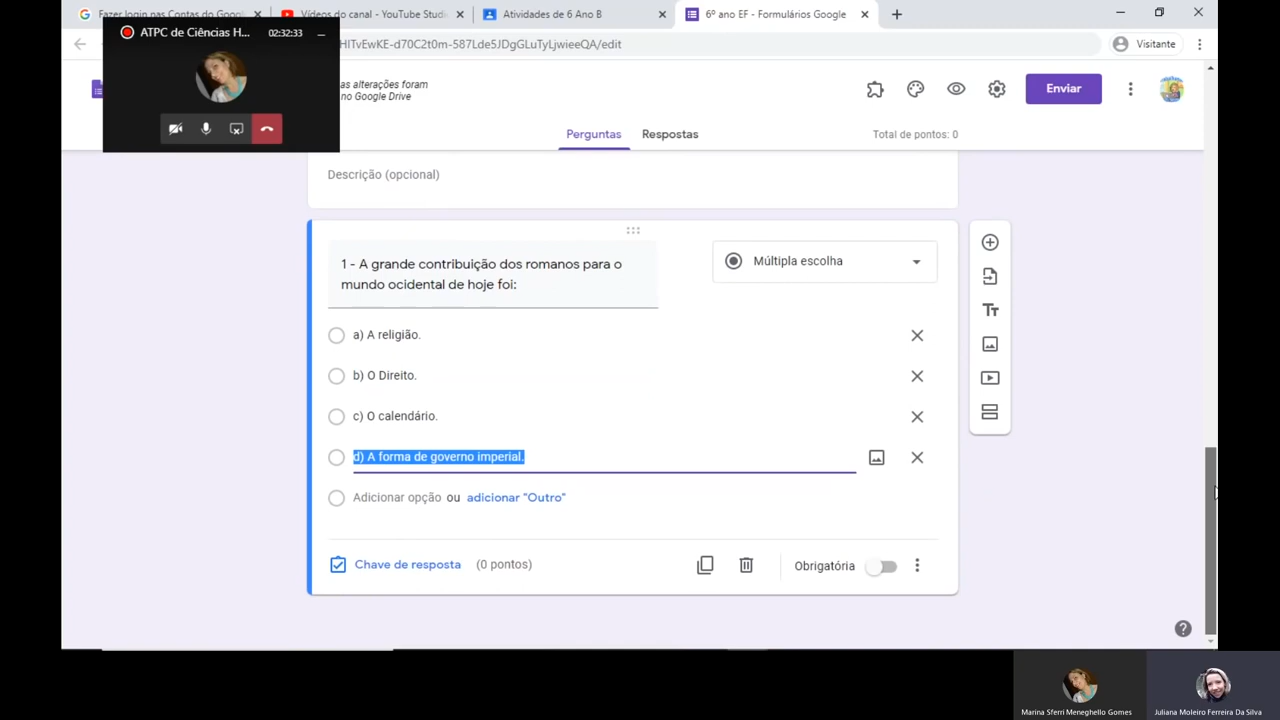 Fazer login nas Contas do Googl
Vídeos do canal - YouTube Studi
Atividades de 6 Ano B
6º ano EF - Formulários Google
ATPC de Ciências H...
02:32:33
HlTvEwKE-d70C2t0m-587Lde5JDgGLuTyLjwieeQA/edit
Visitante
as alterações foram
no Google Drive
Enviar
Perguntas
Respostas
Total de pontos: 0
Descrição (opcional)
1 - A grande contribuição dos romanos para o
mundo ocidental de hoje foi:
Múltipla escolha
a) A religião.
b) O Direito.
c) O calendário.
d) A forma de governo imperial.
Adicionar opção ou adicionar "Outro"
Chave de resposta (0 pontos)
Obrigatória
Marina Sferri Meneghello Gomes
Juliana Moleiro Ferreira Da Silva